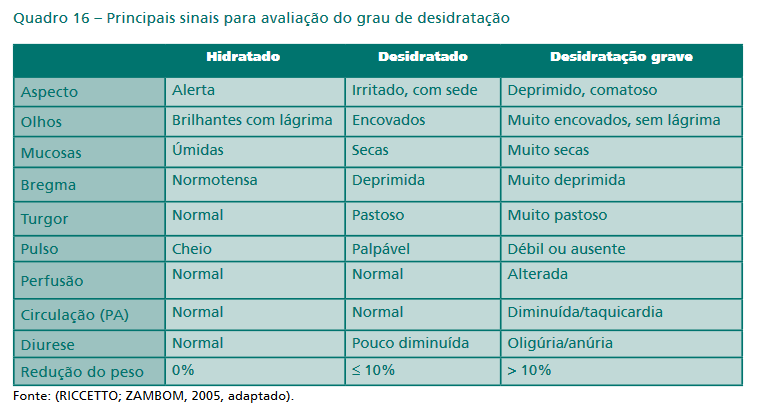 Quadro 16 – Principais sinais para avaliação do grau de desidratação
Hidratado Desidratado Desidratação grave
Aspecto Alerta Irritado, com sede Deprimido, comatoso
Olhos Brilhantes com lágrima Encovados Muito encovados, sem lágrima
Mucosas Úmidas Secas Muito secas
Bregma Normotensa Deprimida Muito deprimida
Turgor Normal Pastoso Muito pastoso
Pulso Cheio Palpável Débil ou ausente
Perfusão Normal Normal Alterada
Circulação (PA) Normal Normal Diminuída/taquicardia
Diurese Normal Pouco diminuída Oligúria/anúria
Redução do peso 0% ≤ 10% > 10%
Fonte: (RICCETTO; ZAMBOM, 2005, adaptado).